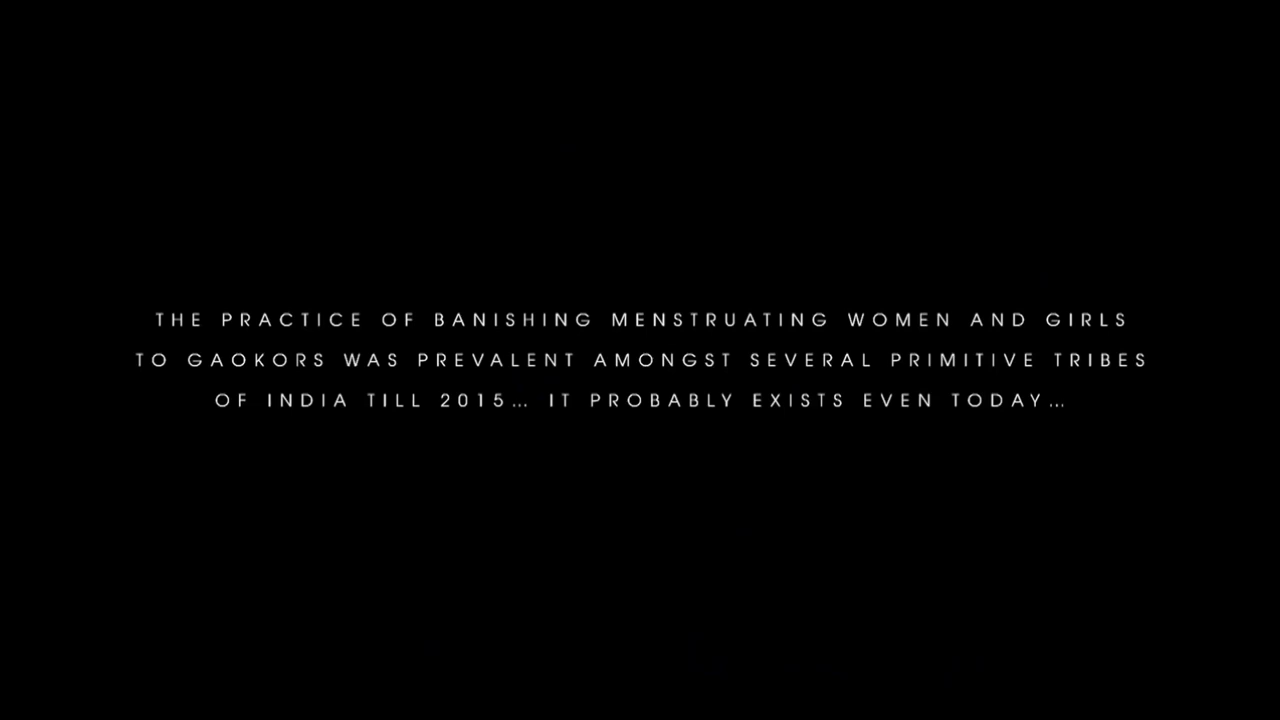 THE PRACTICE OF BANISHING MENSTRUATING WOMEN AND GIRLS
TO GAOKORS WAS PREVALENT AMONGST SEVERAL PRIMITIVE TRIBES
OF INDIA TILL 2015... IT PROBABLY EXISTS EVEN TODAY...